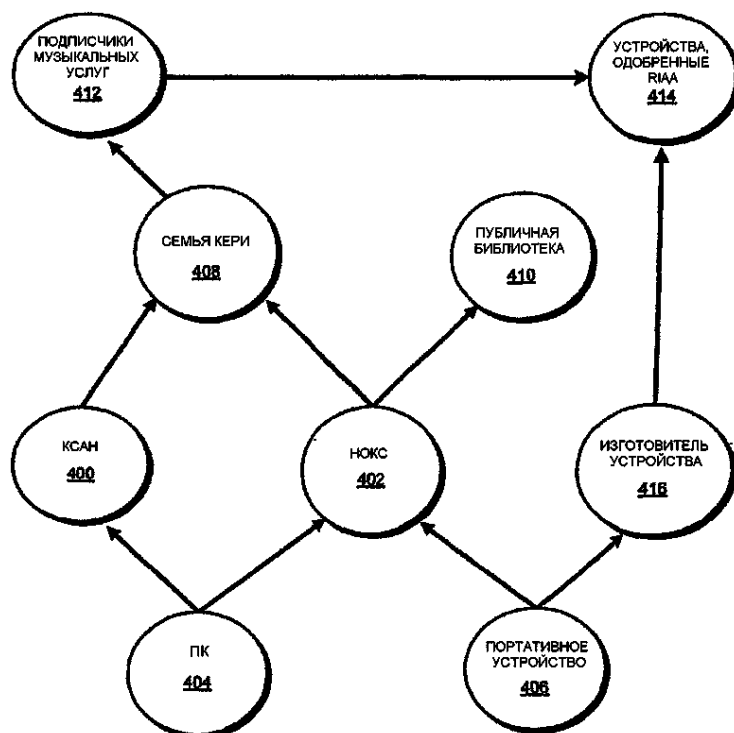 ПОДПИСЧИКИ
МУЗЫКАЛЬНЫХ
УСЛУГ
412
УСТРОЙСТВА,
ОДОБРЕННЫЕ
RIAA
414
СЕМЬЯ КЕРИ
408
ПУБЛИЧНАЯ
БИБЛИОТЕКА
410
КСАН
400
НОКС
402
ИЗГОТОВИТЕЛЬ
УСТРОЙСТВА
416
ПК
404
ПОРТАТИВНОЕ
УСТРОЙСТВО
406